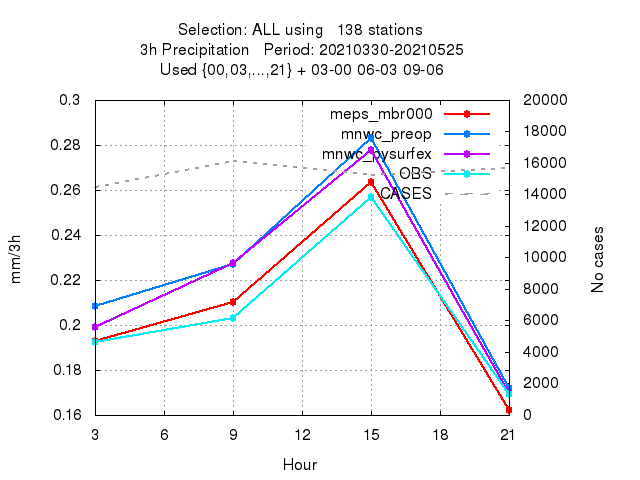 Selection: ALL using   138 stations
3h Precipitation   Period: 20210330-20210525
Used {00,03,...,21} + 03-00 06-03 09-06
0.3
0.28
0.26
0.24
0.22
0.2
0.18
0.16
mm/3h
meps_mbr000
mnwc_preop
mnwc_pysurfex
OBS
CASES
20000
18000
16000
14000
12000
10000
8000
6000
4000
2000
0
No cases
3 6 9 12 15 18 21
Hour